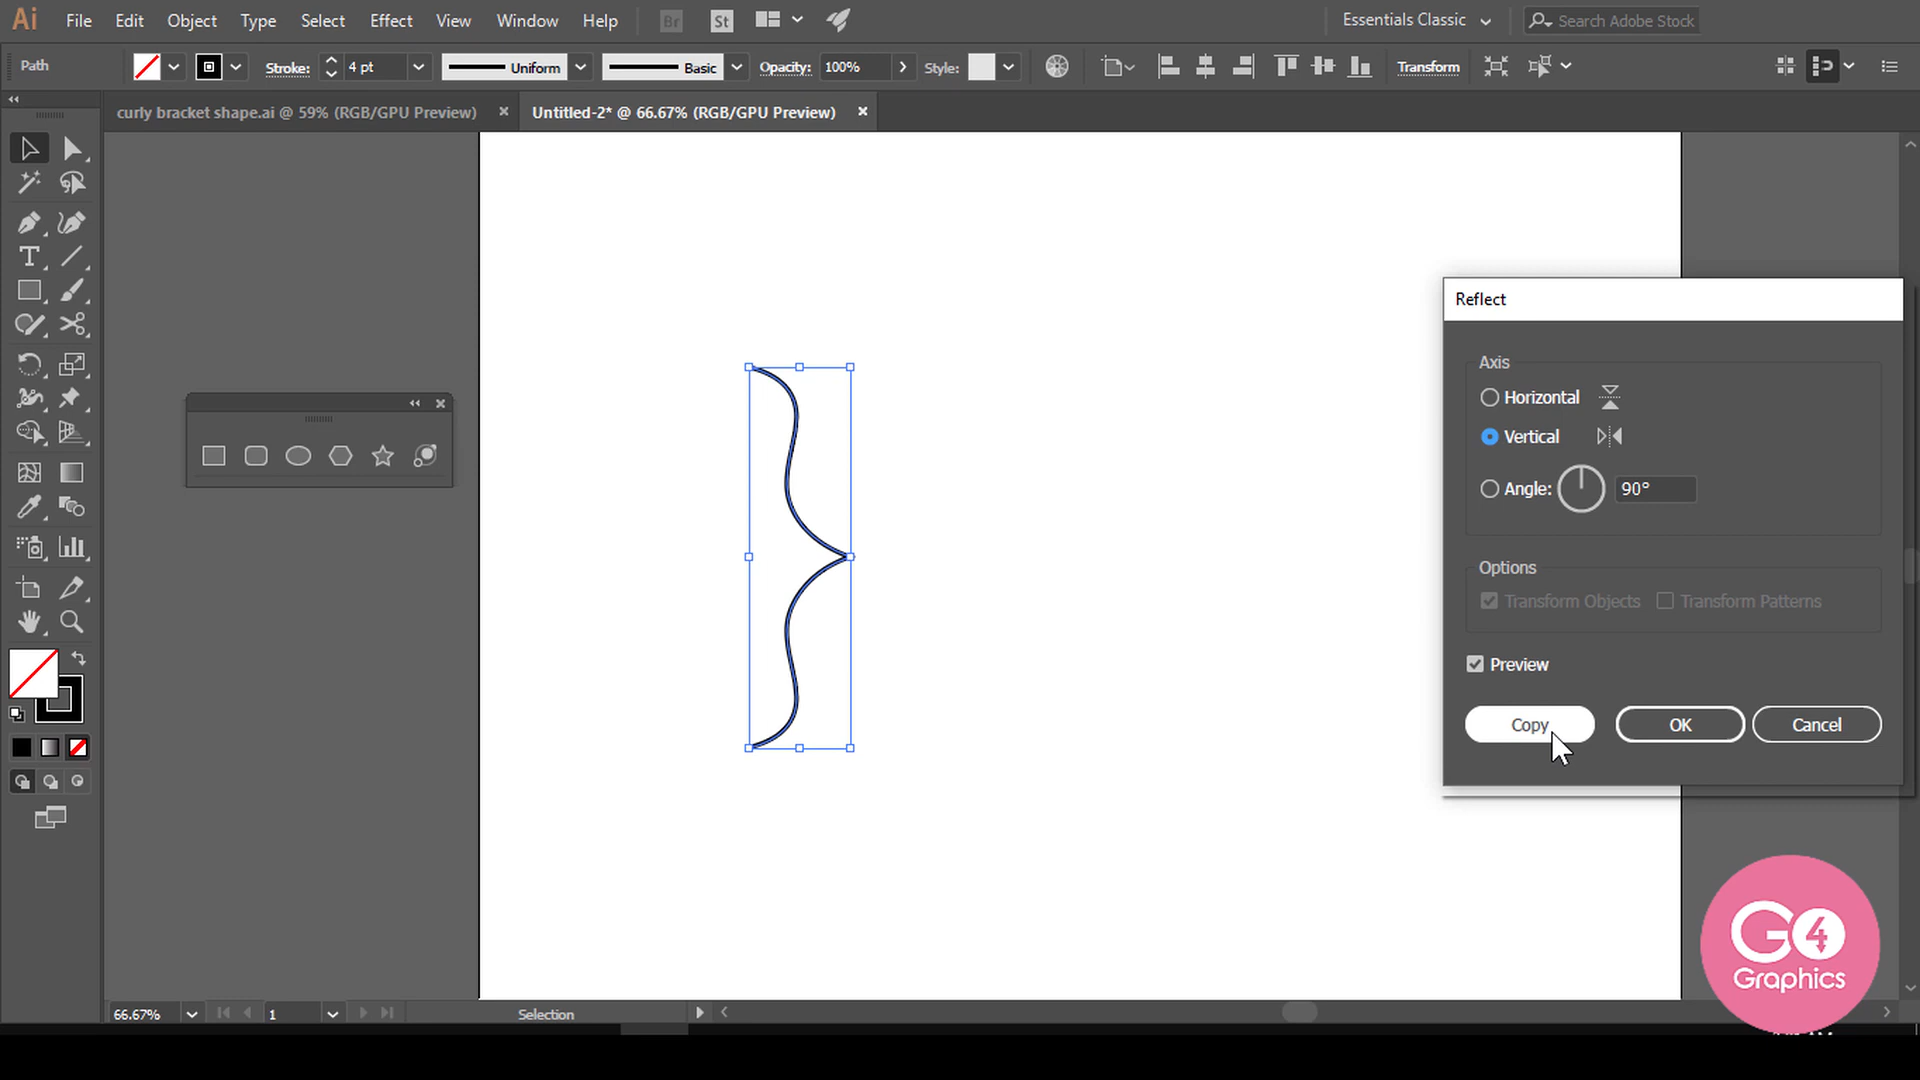 Ai File Edit Object Type Select Effect View Window Help Br St Essentials Classic Search Adobe Stock
Path Stroke: 4 pt Uniform Basic Opacity: 100% Style: Transform
curly bracket shape.ai @ 59% (RGB/GPU Preview) Untitled-2* @ 66.67% (RGB/GPU Preview)
Reflect
Axis
Horizontal
Vertical
Angle: 90°
Options
Transform Objects Transform Patterns
Preview
Copy OK Cancel
G4
Graphics
66.67% 1 Selection